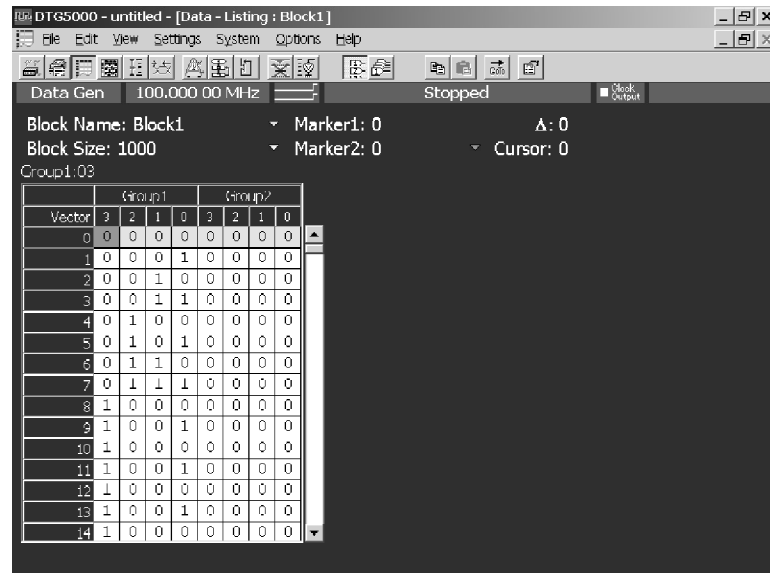 DTG5000 - untitled - [Data - Listing : Block1]
File Edit View Settings System Options Help
Data Gen 100.000 00 MHz Stopped Clock Output
Block Name: Block1 Marker1: 0 Δ: 0
Block Size: 1000 Marker2: 0 Cursor: 0
Group1:03
Group1 Group2
Vector 3 2 1 0 3 2 1 0
0 0 0 0 0 0 0 0 0
1 0 0 0 1 0 0 0 0
2 0 0 1 0 0 0 0 0
3 0 0 1 1 0 0 0 0
4 0 1 0 0 0 0 0 0
5 0 1 0 1 0 0 0 0
6 0 1 1 0 0 0 0 0
7 0 1 1 1 0 0 0 0
8 1 0 0 0 0 0 0 0
9 1 0 0 1 0 0 0 0
10 1 0 0 0 0 0 0 0
11 1 0 0 1 0 0 0 0
12 1 0 0 0 0 0 0 0
13 1 0 0 1 0 0 0 0
14 1 0 0 0 0 0 0 0